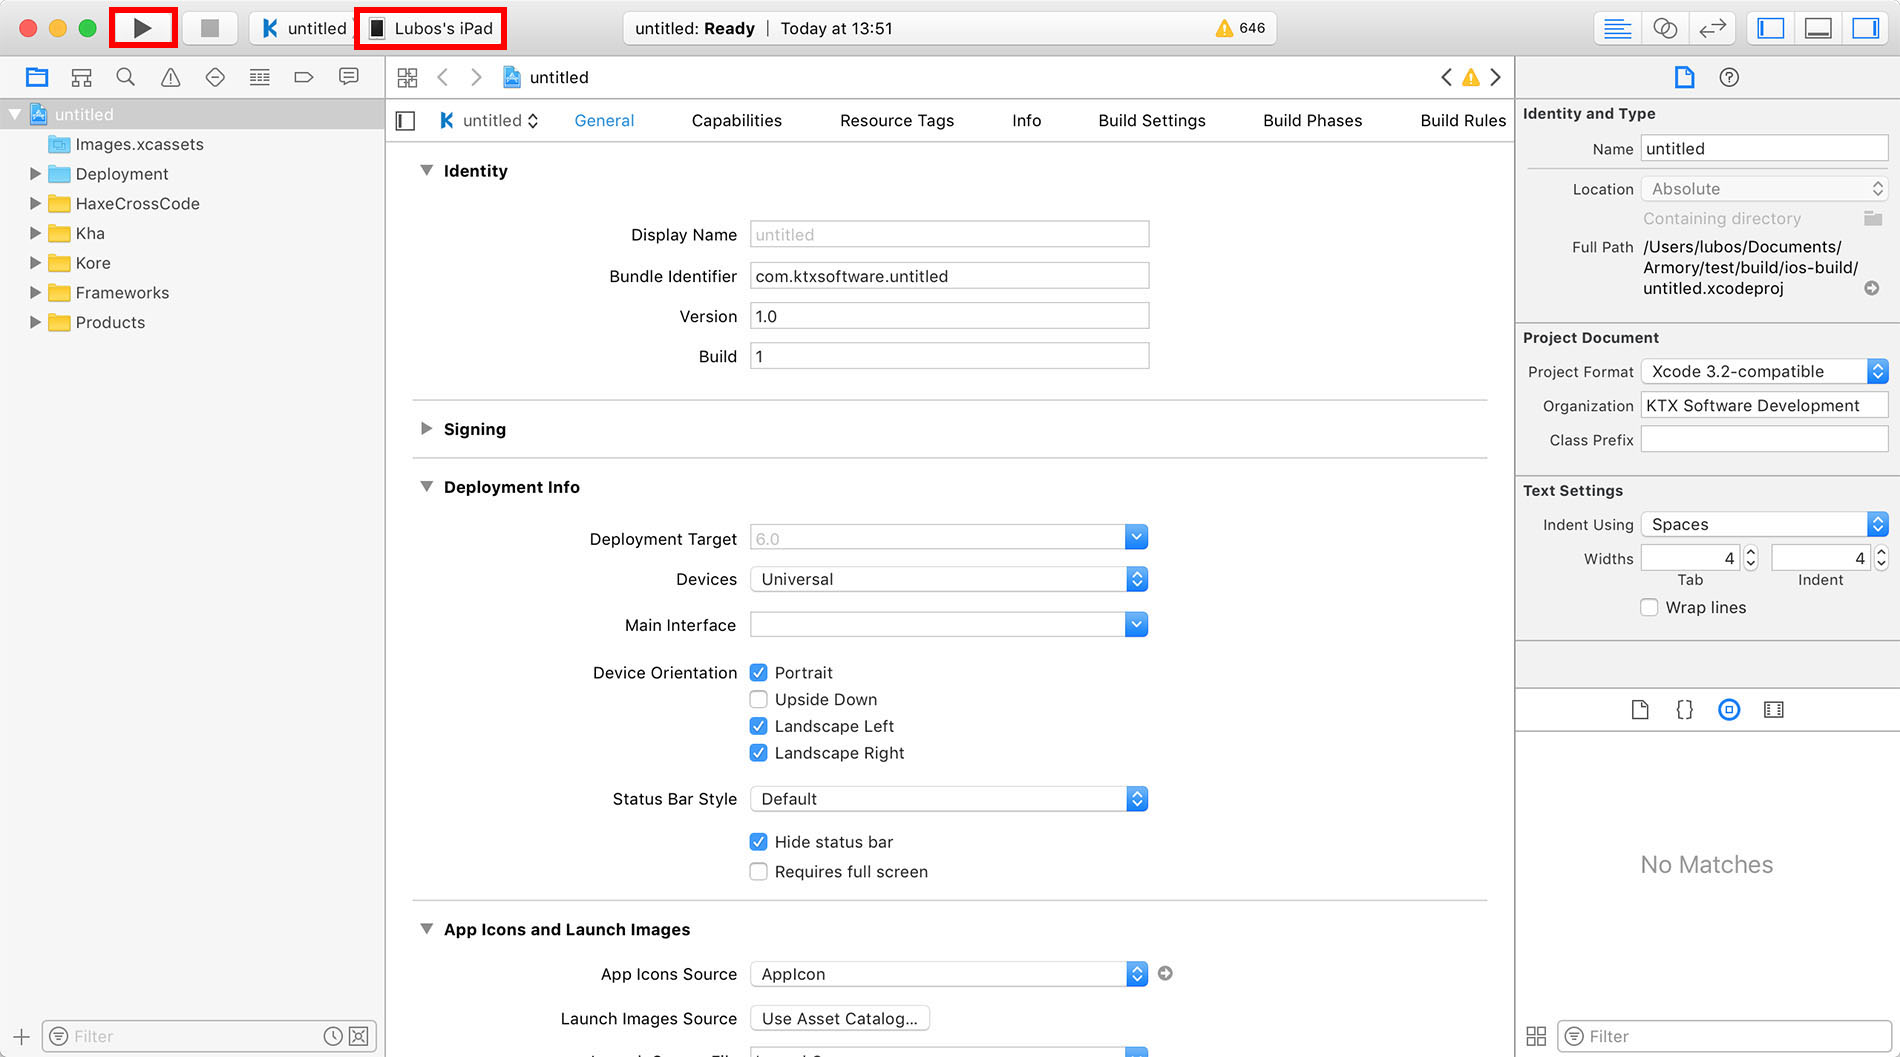 untitled
Lubos's iPad
untitled: Ready | Today at 13:51
646
untitled
untitled
General
Capabilities
Resource Tags
Info
Build Settings
Build Phases
Build Rules
untitled
Images.xcassets
Deployment
HaxeCrossCode
Kha
Kore
Frameworks
Products
Filter
Identity
Display Name untitled
Bundle Identifier com.ktxsoftware.untitled
Version 1.0
Build 1
Signing
Deployment Info
Deployment Target 6.0
Devices Universal
Main Interface
Device Orientation Portrait
Upside Down
Landscape Left
Landscape Right
Status Bar Style Default
Hide status bar
Requires full screen
App Icons and Launch Images
App Icons Source AppIcon
Launch Images Source Use Asset Catalog...
Identity and Type
Name untitled
Location Absolute
Containing directory
Full Path /Users/lubos/Documents/
Armory/test/build/ios-build/
untitled.xcodeproj
Project Document
Project Format Xcode 3.2-compatible
Organization KTX Software Development
Class Prefix
Text Settings
Indent Using Spaces
Widths 4 4
Tab Indent
Wrap lines
No Matches
Filter